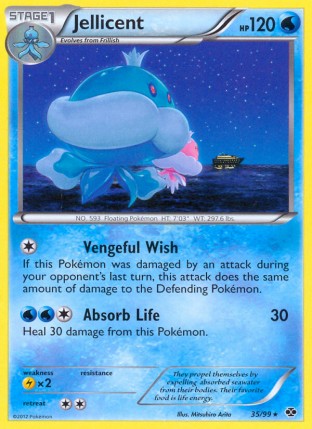 STAGE1
Jellicent
HP120
Evolves from Frillish
NO. 593 Floating Pokémon HT: 7'03" WT: 297.6 lbs.
Vengeful Wish
If this Pokémon was damaged by an attack during
your opponent's last turn, this attack does the same
amount of damage to the Defending Pokémon.
Absorb Life 30
Heal 30 damage from this Pokémon.
weakness resistance
×2
retreat
They propel themselves by
expelling absorbed seawater
from their bodies. Their favorite
food is life energy.
Illus. Mitsuhiro Arita
©2012 Pokémon
35/99 ★